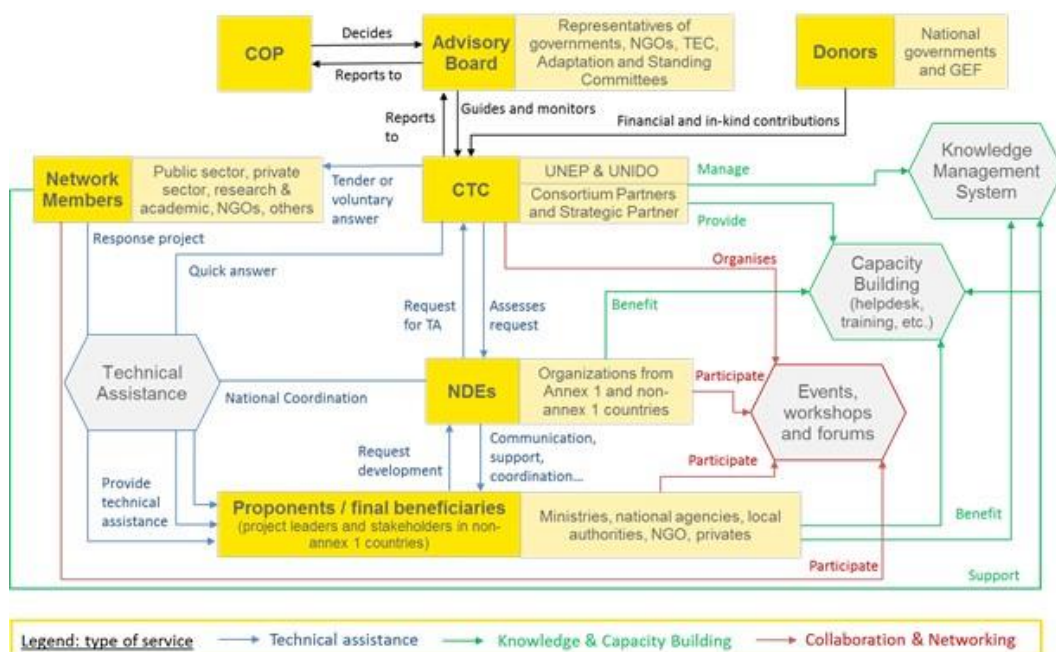 COP
Decides
Reports to
Advisory
Board
Representatives of
governments, NGOs, TEC,
Adaptation and Standing
Committees
Donors
National
governments
and GEF
Reports
to
Guides and monitors
Financial and in-kind contributions
Network
Members
Public sector, private
sector, research &
academic, NGOs, others
Tender or
voluntary
answer
CTC
UNEP & UNIDO
Consortium Partners
and Strategic Partner
Manage
Provide
Knowledge
Management
System
Response project
Quick answer
Organises
Capacity
Building
(helpdesk,
training, etc.)
Request
for TA
Assesses
request
Benefit
Technical
Assistance
National Coordination
NDEs
Organizations from
Annex 1 and non-
annex 1 countries
Participate
Events,
workshops
and forums
Request
development
Communication,
support,
coordination...
Participate
Provide
technical
assistance
Proponents / final beneficiaries
(project leaders and stakeholders in non-
annex 1 countries)
Ministries, national agencies, local
authorities, NGO, privates
Benefit
Participate
Support
Legend: type of service
Technical assistance
Knowledge & Capacity Building
Collaboration & Networking